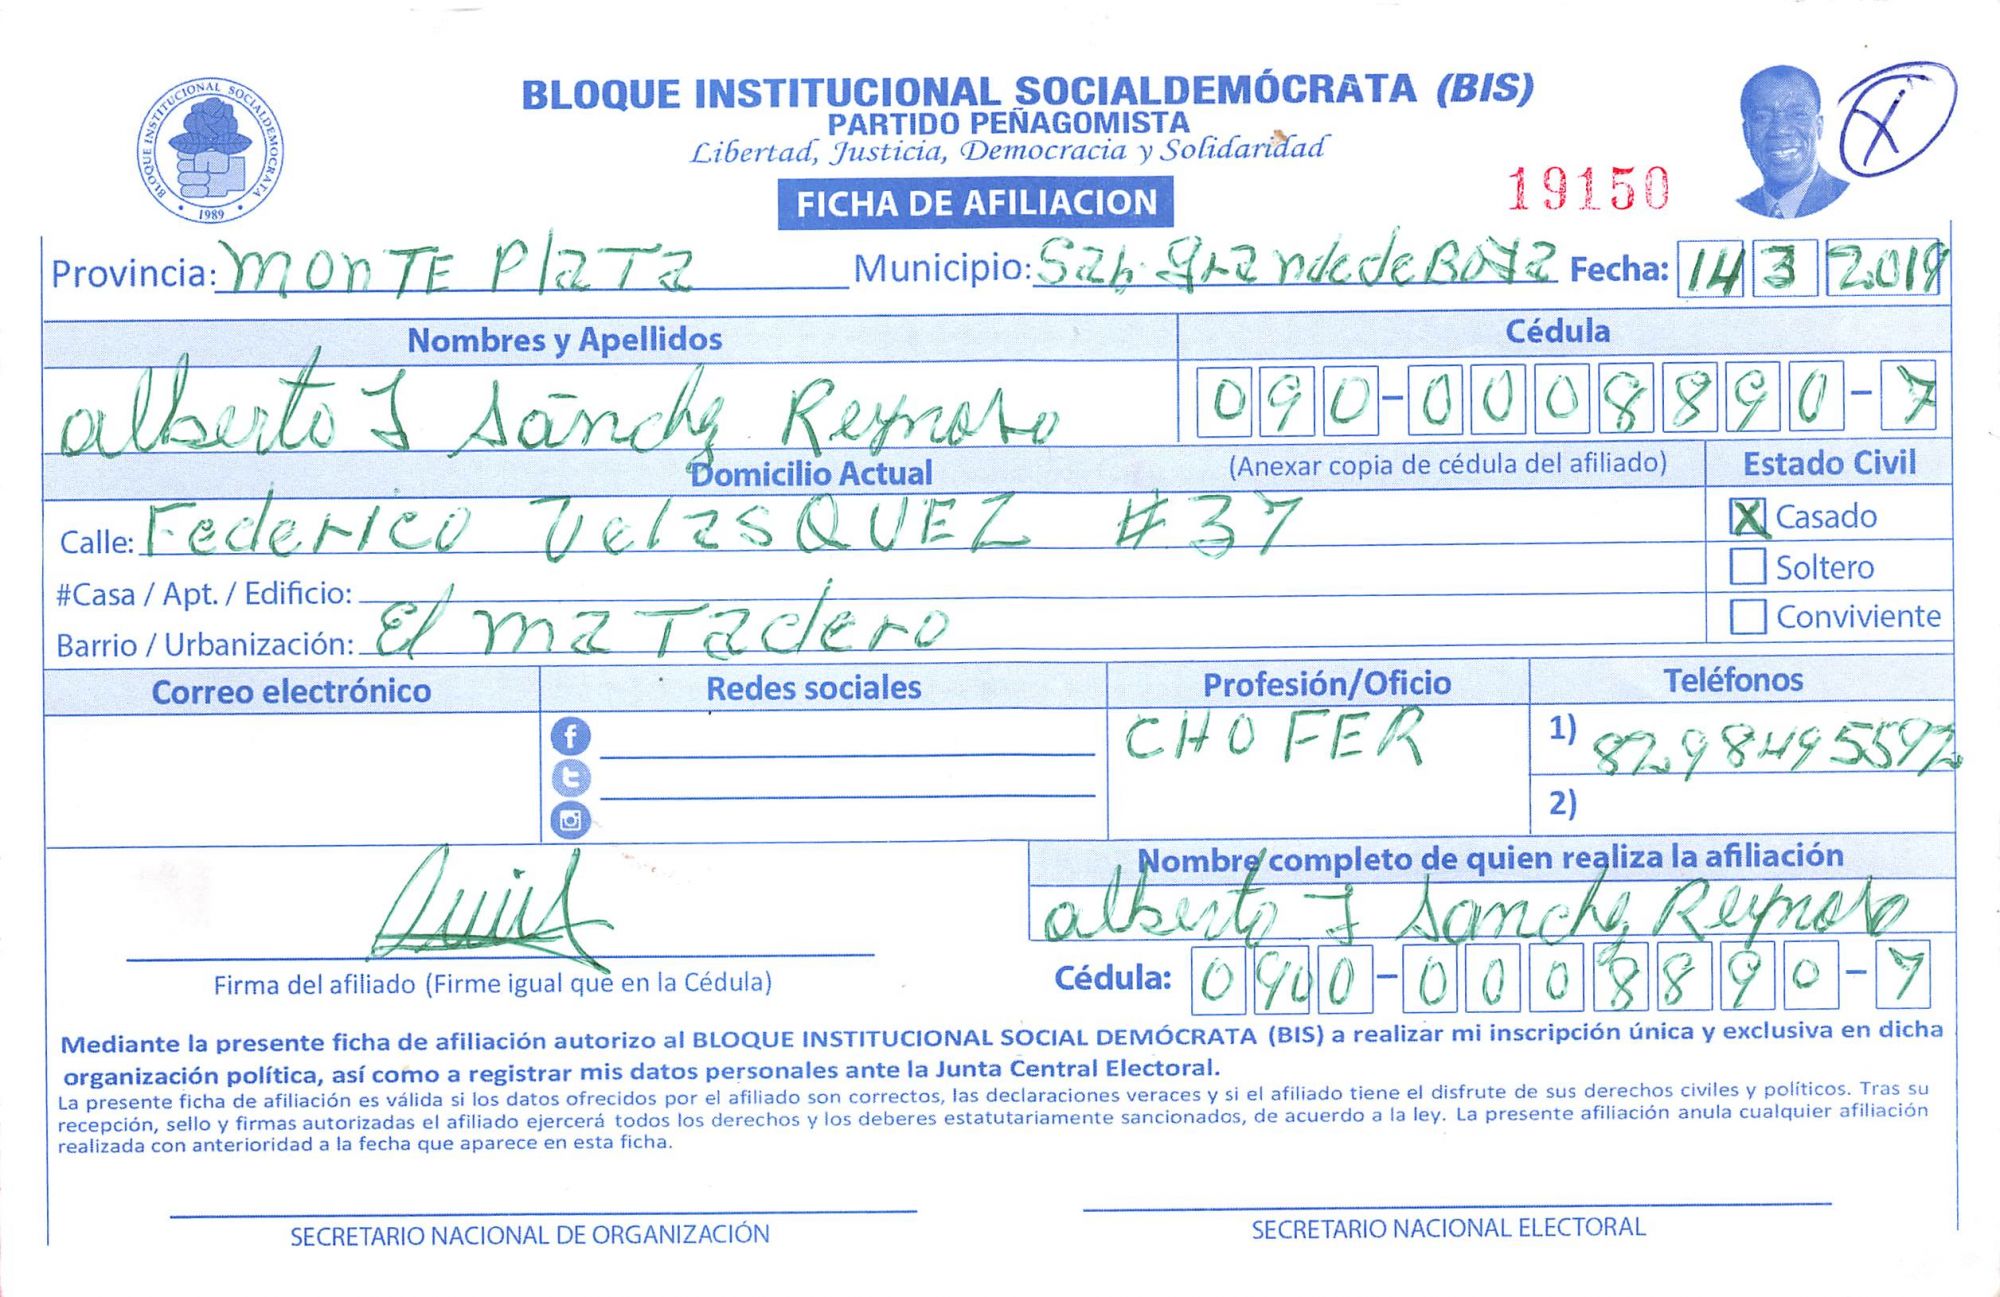 BLOQUE INSTITUCIONAL SOCIALDEMÓCRATA (BIS)
PARTIDO PEÑAGOMISTA
Libertad, Justicia, Democracia y Solidaridad
BLOQUE INSTITUCIONAL SOCIALDEMOCRATA
• 1989 •
FICHA DE AFILIACION
19150
X
Provincia: MONTE PlaTa Municipio: Sab. grande de BOYa Fecha: 14 3 2019
Nombres y Apellidos Cédula
alberto J Sánchez Reynoso 090-0008890-7
Domicilio Actual (Anexar copia de cédula del afiliado) Estado Civil
Calle: Federico VelasQUEZ #37 X Casado
#Casa / Apt. / Edificio: Soltero
Barrio / Urbanización: El maTadero Conviviente
Correo electrónico Redes sociales Profesión/Oficio Teléfonos
CHOFER 1) 829 849 5592
2)
Nombre completo de quien realiza la afiliación
alberto J Sanchez Reynoso
Firma del afiliado (Firme igual que en la Cédula) Cédula: 090-0008890-7
Mediante la presente ficha de afiliación autorizo al BLOQUE INSTITUCIONAL SOCIAL DEMÓCRATA (BIS) a realizar mi inscripción única y exclusiva en dicha
organización política, así como a registrar mis datos personales ante la Junta Central Electoral.
La presente ficha de afiliación es válida si los datos ofrecidos por el afiliado son correctos, las declaraciones veraces y si el afiliado tiene el disfrute de sus derechos civiles y políticos. Tras su
recepción, sello y firmas autorizadas el afiliado ejercerá todos los derechos y los deberes estatutariamente sancionados, de acuerdo a la ley. La presente afiliación anula cualquier afiliación
realizada con anterioridad a la fecha que aparece en esta ficha.
SECRETARIO NACIONAL DE ORGANIZACIÓN SECRETARIO NACIONAL ELECTORAL